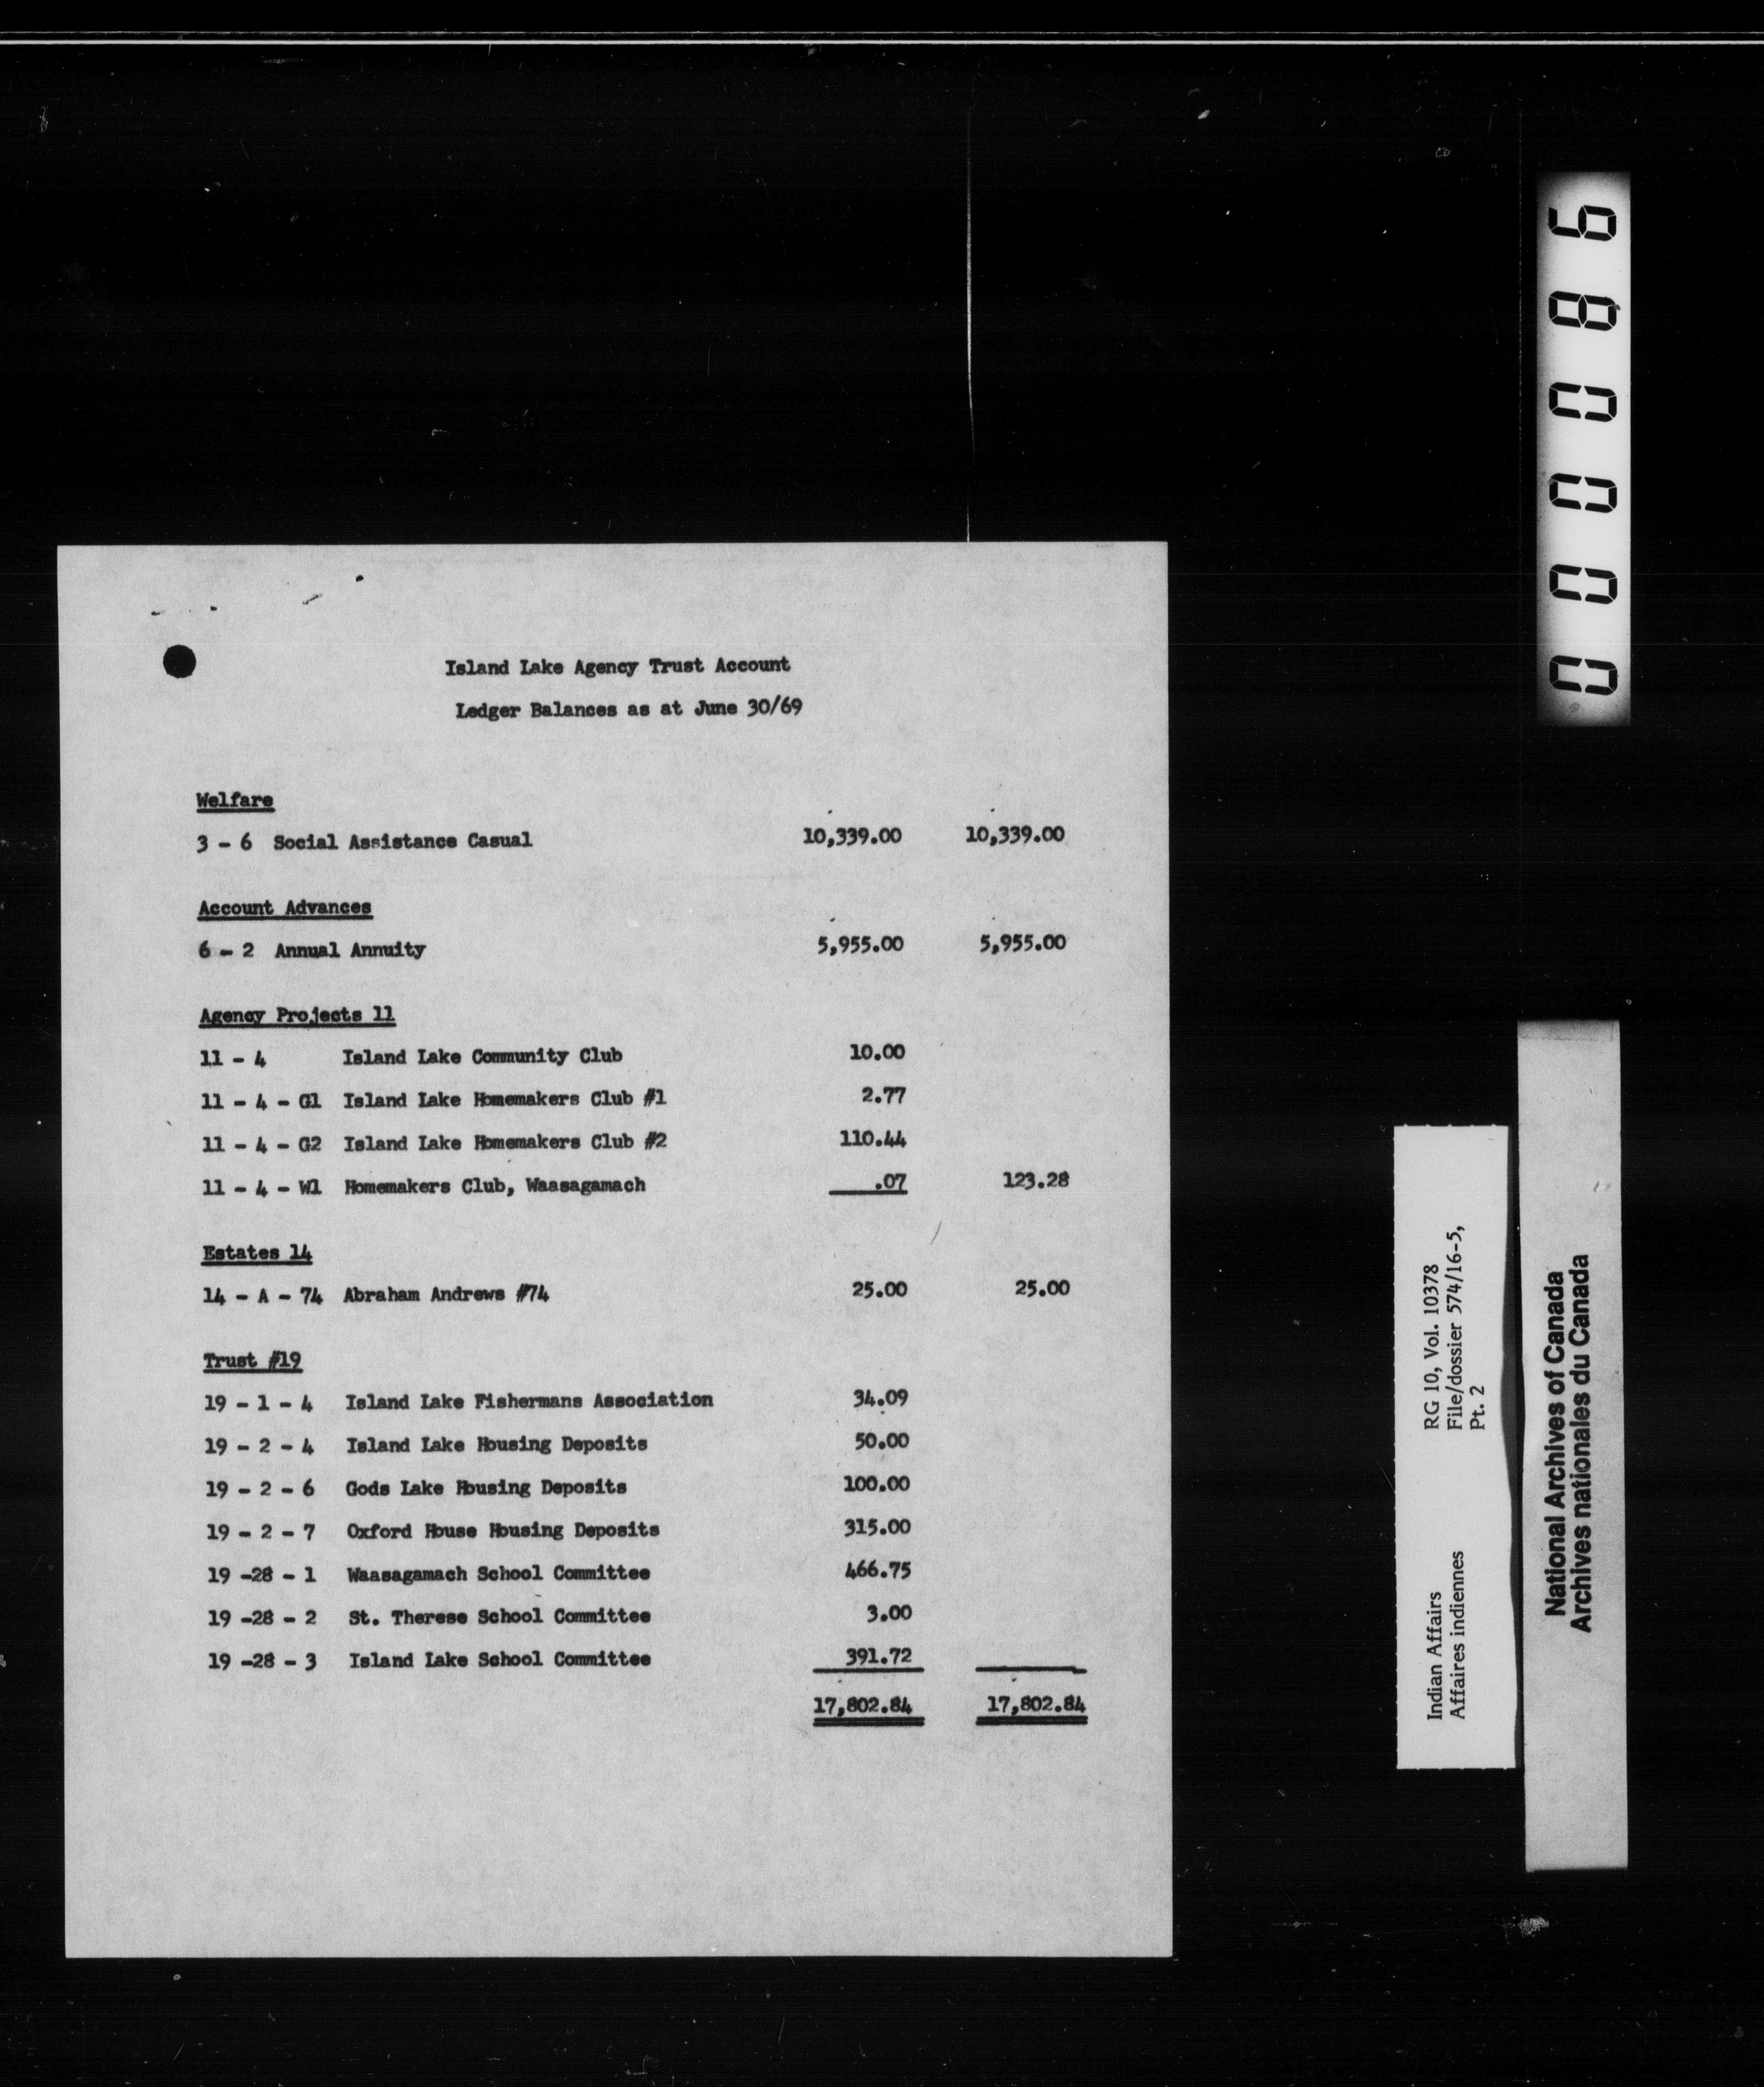 Island Lake Agency Trust Account
Ledger Balances as at June 30/69
Welfare
3 - 6 Social Assistance Casual 10,339.00 10,339.00
Account Advances
6 - 2 Annual Annuity 5,955.00 5,955.00
Agency Projects 11
11 - 4 Island Lake Community Club 10.00
11 - 4 - G1 Island Lake Homemakers Club #1 2.77
11 - 4 - G2 Island Lake Homemakers Club #2 110.44
11 - 4 - W1 Homemakers Club, Waasagamach .07 123.28
Estates 14
14 - A - 74 Abraham Andrews #74 25.00 25.00
Trust #19
19 - 1 - 4 Island Lake Fishermans Association 34.09
19 - 2 - 4 Island Lake Housing Deposits 50.00
19 - 2 - 6 Gods Lake Housing Deposits 100.00
19 - 2 - 7 Oxford House Housing Deposits 315.00
19 -28 - 1 Waasagamach School Committee 466.75
19 -28 - 2 St. Therese School Committee 3.00
19 -28 - 3 Island Lake School Committee 391.72
17,802.84 17,802.84
000086
Indian Affairs RG 10, Vol. 10378
Affaires indiennes File/dossier 574/16-5,
Pt. 2
National Archives of Canada
Archives nationales du Canada